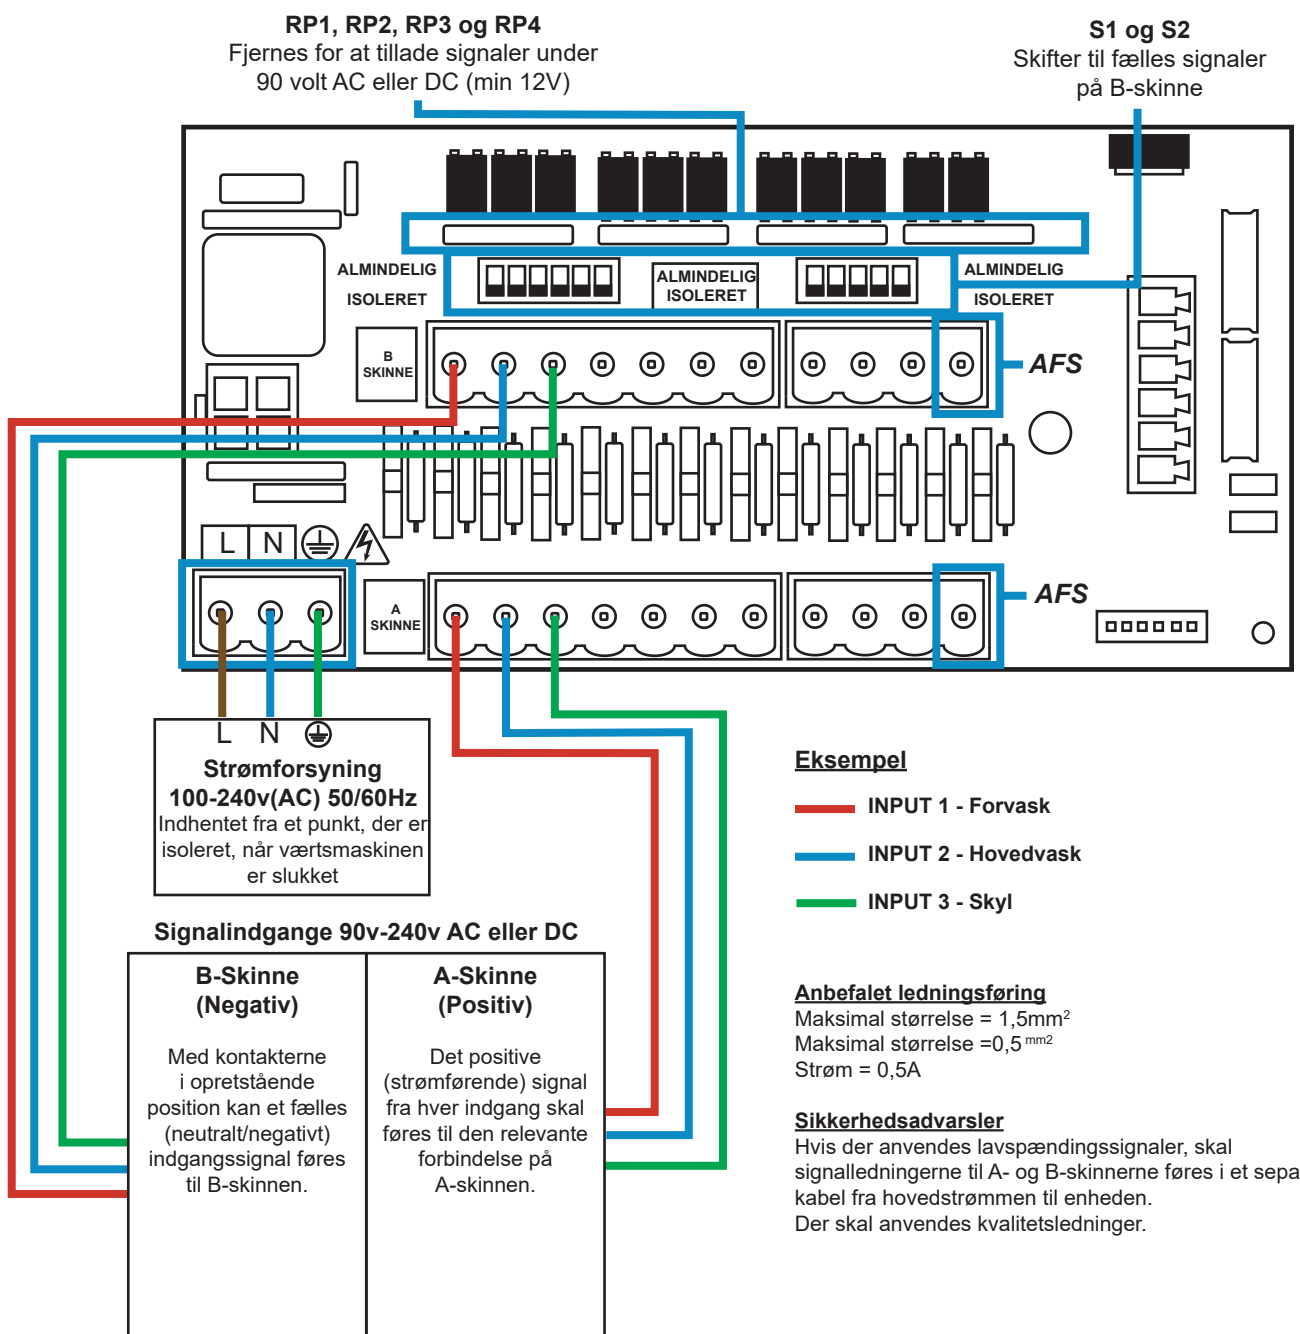 RP1, RP2, RP3 og RP4
Fjernes for at tillade signaler under
90 volt AC eller DC (min 12V)
S1 og S2
Skifter til fælles signaler
på B-skinne
ALMINDELIG
ISOLERET
ALMINDELIG
ISOLERET
ALMINDELIG
ISOLERET
B
SKINNE
AFS
L N
A
SKINNE
AFS
L N
Strømforsyning
100-240v(AC) 50/60Hz
Indhentet fra et punkt, der er
isoleret, når værtsmaskinen
er slukket
Eksempel
INPUT 1 - Forvask
INPUT 2 - Hovedvask
INPUT 3 - Skyl
Signalindgange 90v-240v AC eller DC
B-Skinne
(Negativ)
Med kontakterne
i opretstående
position kan et fælles
(neutralt/negativt)
indgangssignal føres
til B-skinnen.
A-Skinne
(Positiv)
Det positive
(strømførende) signal
fra hver indgang skal
føres til den relevante
forbindelse på
A-skinnen.
Anbefalet ledningsføring
Maksimal størrelse = 1,5mm²
Maksimal størrelse =0,5 mm2
Strøm = 0,5A
Sikkerhedsadvarsler
Hvis der anvendes lavspændingssignaler, skal
signalledningerne til A- og B-skinnerne føres i et sepa
kabel fra hovedstrømmen til enheden.
Der skal anvendes kvalitetsledninger.